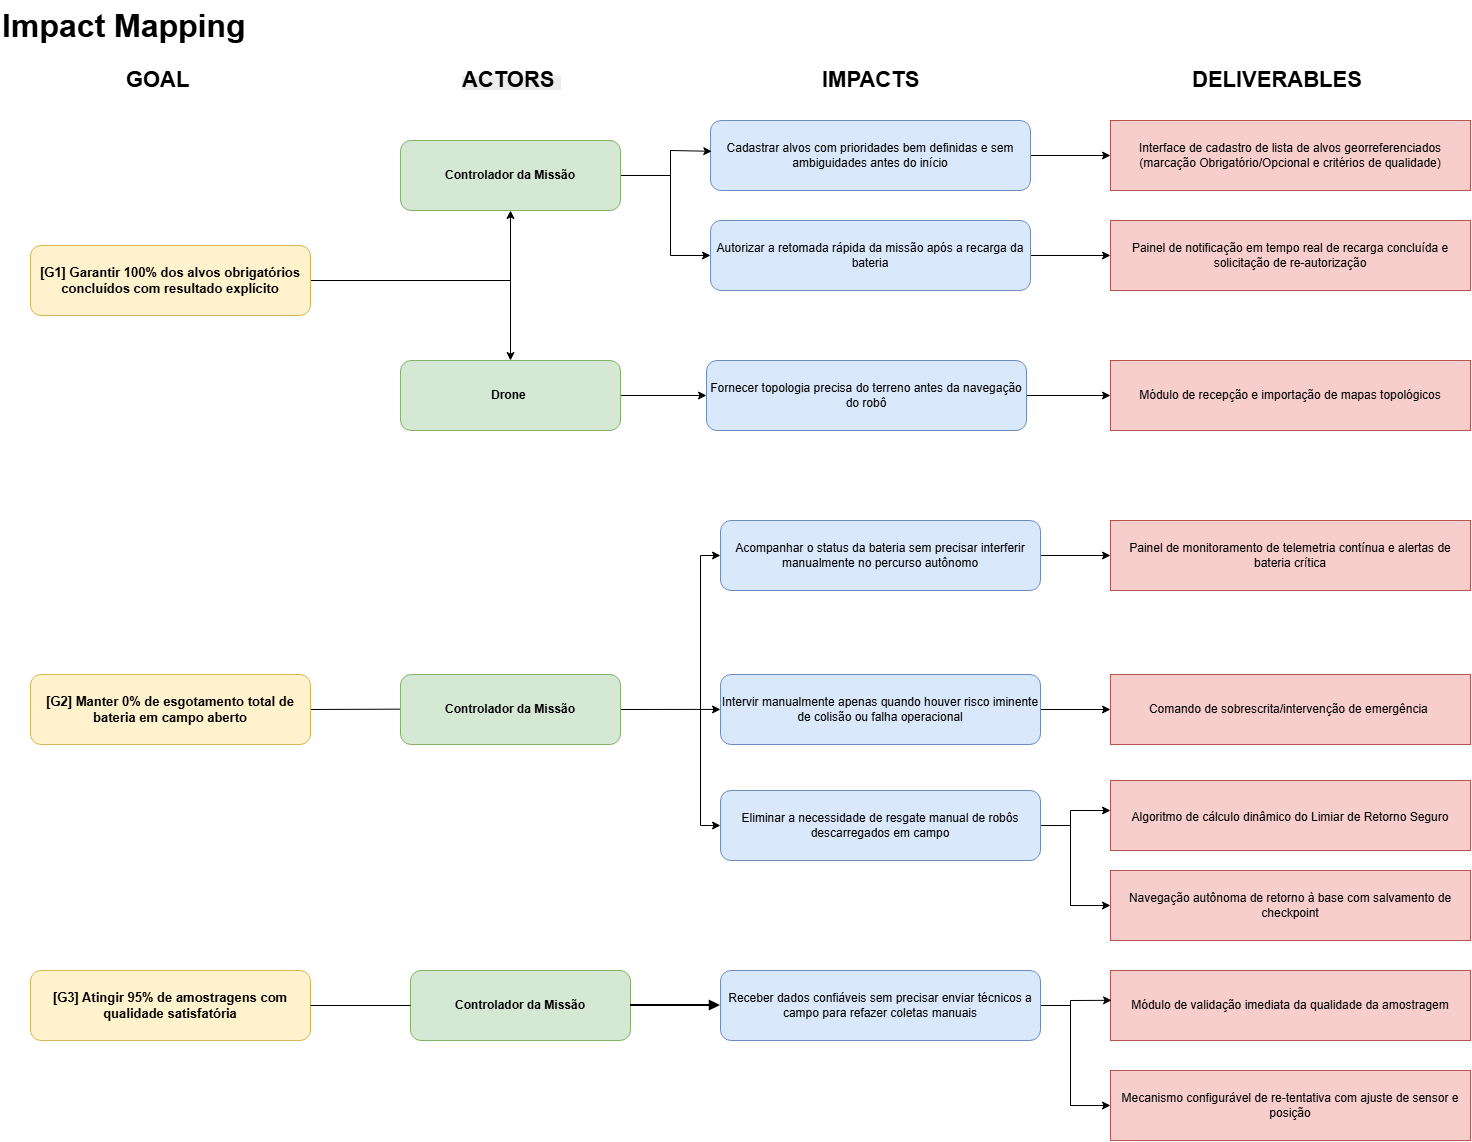 Impact Mapping
GOAL
ACTORS
IMPACTS
DELIVERABLES
Controlador da Missão
Cadastrar alvos com prioridades bem definidas e sem
ambiguidades antes do início
Interface de cadastro de lista de alvos georreferenciados
(marcação Obrigatório/Opcional e critérios de qualidade)
[G1] Garantir 100% dos alvos obrigatórios
concluídos com resultado explícito
Autorizar a retomada rápida da missão após a recarga da
bateria
Painel de notificação em tempo real de recarga concluída e
solicitação de re-autorização
Drone
Fornecer topologia precisa do terreno antes da navegação
do robô
Módulo de recepção e importação de mapas topológicos
Acompanhar o status da bateria sem precisar interferir
manualmente no percurso autônomo
Painel de monitoramento de telemetria contínua e alertas de
bateria crítica
[G2] Manter 0% de esgotamento total de
bateria em campo aberto
Controlador da Missão
Intervir manualmente apenas quando houver risco iminente
de colisão ou falha operacional
Comando de sobrescrita/intervenção de emergência
Eliminar a necessidade de resgate manual de robôs
descarregados em campo
Algoritmo de cálculo dinâmico do Limiar de Retorno Seguro
Navegação autônoma de retorno à base com salvamento de
checkpoint
[G3] Atingir 95% de amostragens com
qualidade satisfatória
Controlador da Missão
Receber dados confiáveis sem precisar enviar técnicos a
campo para refazer coletas manuais
Módulo de validação imediata da qualidade da amostragem
Mecanismo configurável de re-tentativa com ajuste de sensor e
posição